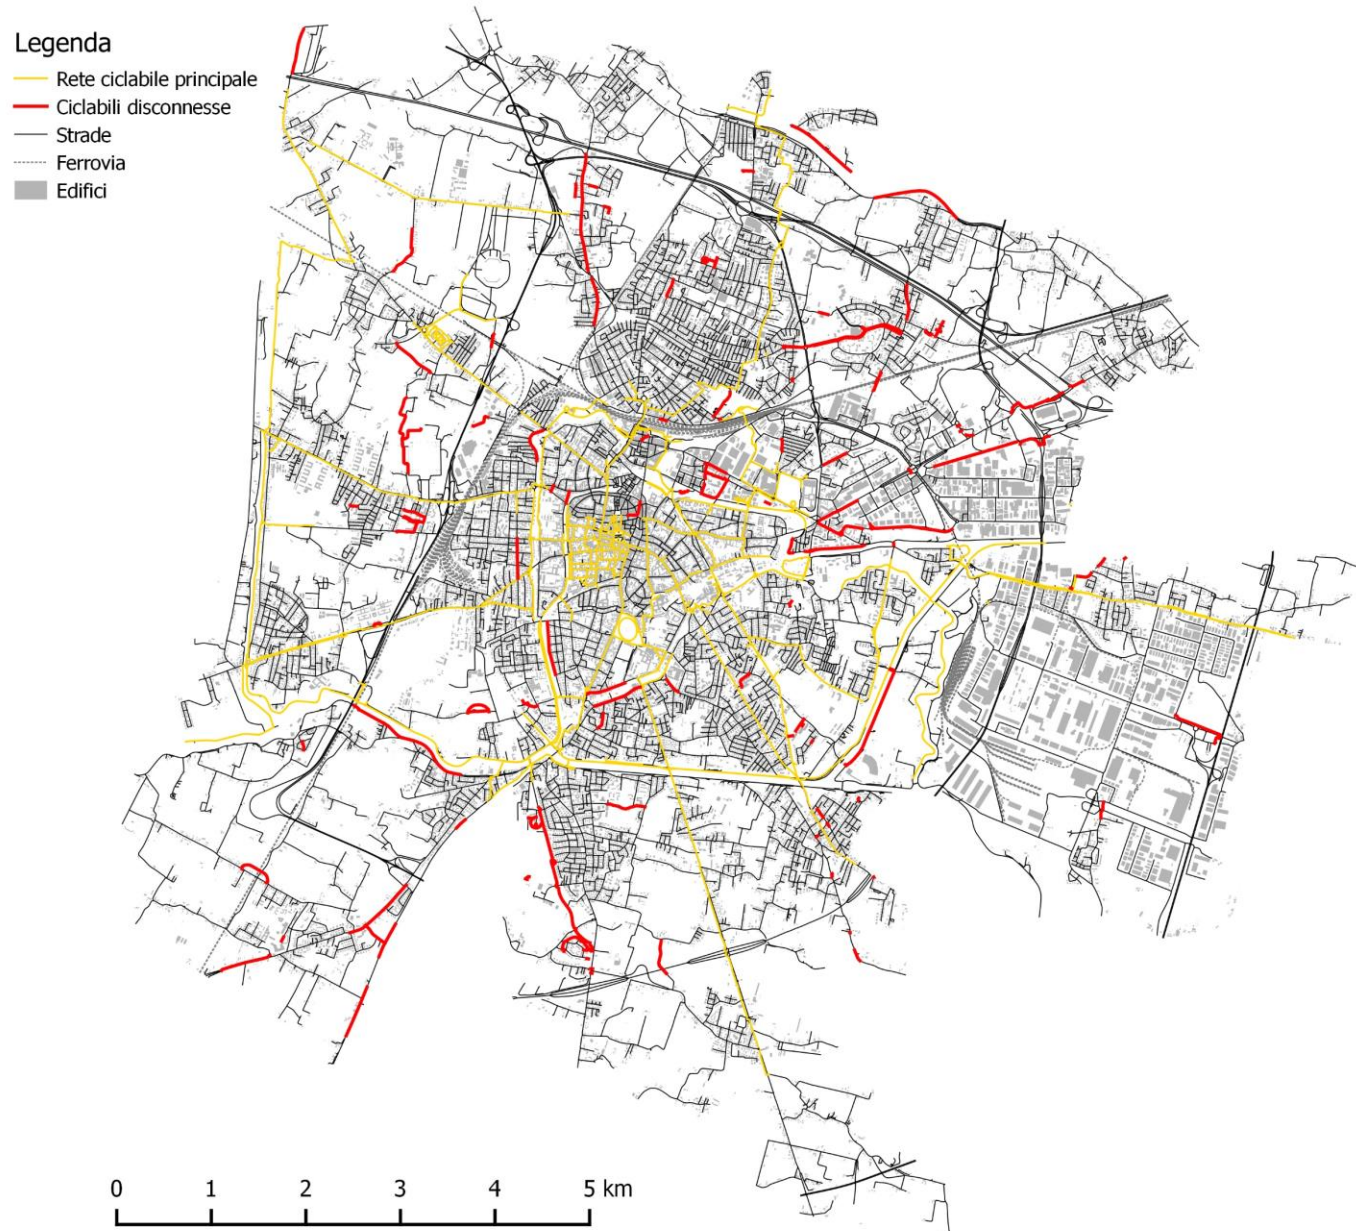 Legenda
Rete ciclabile principale
Ciclabili disconnesse
Strade
Ferrovia
Edifici
0 1 2 3 4 5 km